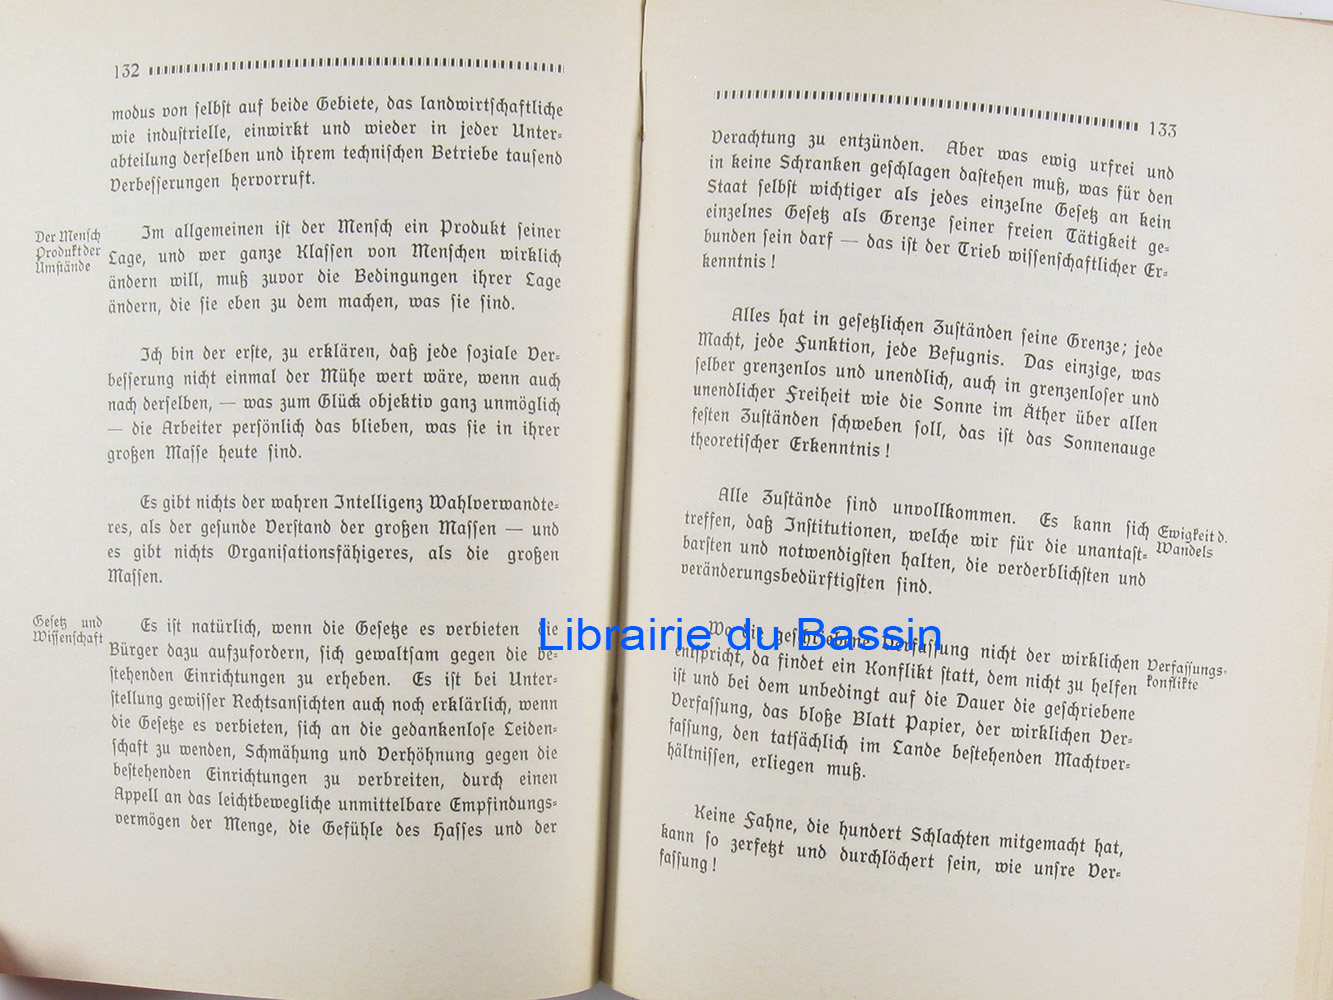 132
modus von selbst auf beide Gebiete, das landwirtschaftliche
wie industrielle, einwirkt und wieder in jeder Unter-
abteilung derselben und ihrem technischen Betriebe tausend
Verbesserungen hervorruft.
Der Mensch
Produkt der
Umstände
Im allgemeinen ist der Mensch ein Produkt seiner
Lage, und wer ganze Klassen von Menschen wirklich
ändern will, muß zuvor die Bedingungen ihrer Lage
ändern, die sie eben zu dem machen, was sie sind.
Ich bin der erste, zu erklären, daß jede soziale Ver-
besserung nicht einmal der Mühe wert wäre, wenn auch
nach derselben, — was zum Glück objektiv ganz unmöglich
— die Arbeiter persönlich das blieben, was sie in ihrer
großen Masse heute sind.
Es gibt nichts der wahren Intelligenz Wahlverwandte-
res, als der gesunde Verstand der großen Massen — und
es gibt nichts Organisationsfähigeres, als die großen
Massen.
Gesetz und
Wissenschaft
Es ist natürlich, wenn die Gesetze es verbieten die
Bürger dazu aufzufordern, sich gewaltsam gegen die be-
stehenden Einrichtungen zu erheben. Es ist bei Unter-
stellung gewisser Rechtsansichten auch noch erklärlich, wenn
die Gesetze es verbieten, sich an die gedankenlose Leiden-
schaft zu wenden, Schmähung und Verhöhnung gegen die
bestehenden Einrichtungen zu verbreiten, durch einen
Appell an das leichtbewegliche unmittelbare Empfindungs-
vermögen der Menge, die Gefühle des Hasses und der
133
Verachtung zu entzünden. Aber was ewig urfrei und
in keine Schranken geschlagen dastehen muß, was für den
Staat selbst wichtiger als jedes einzelne Gesetz an kein
einzelnes Gesetz als Grenze seiner freien Tätigkeit ge-
bunden sein darf — das ist der Trieb wissenschaftlicher Er-
kenntnis!
Alles hat in gesetzlichen Zuständen seine Grenze; jede
Macht, jede Funktion, jede Befugnis. Das einzige, was
selber grenzenlos und unendlich, auch in grenzenloser und
unendlicher Freiheit wie die Sonne im Äther über allen
festen Zuständen schweben soll, das ist das Sonnenauge
theoretischer Erkenntnis!
Alle Zustände sind unvollkommen. Es kann sich
treffen, daß Institutionen, welche wir für die unantast-
barsten und notwendigsten halten, die verderblichsten und
veränderungsbedürftigsten sind.
Ewigkeit d.
Wandels
Wo die geschriebene Verfassung nicht der wirklichen
entspricht, da findet ein Konflikt statt, dem nicht zu helfen
ist und bei dem unbedingt auf die Dauer die geschriebene
Verfassung, das bloße Blatt Papier, der wirklichen Ver-
fassung, den tatsächlich im Lande bestehenden Machtver-
hältnissen, erliegen muß.
Verfassungs-
konflikte
Keine Fahne, die hundert Schlachten mitgemacht hat,
kann so zerfetzt und durchlöchert sein, wie unsre Ver-
fassung!
Librairie du Bassin